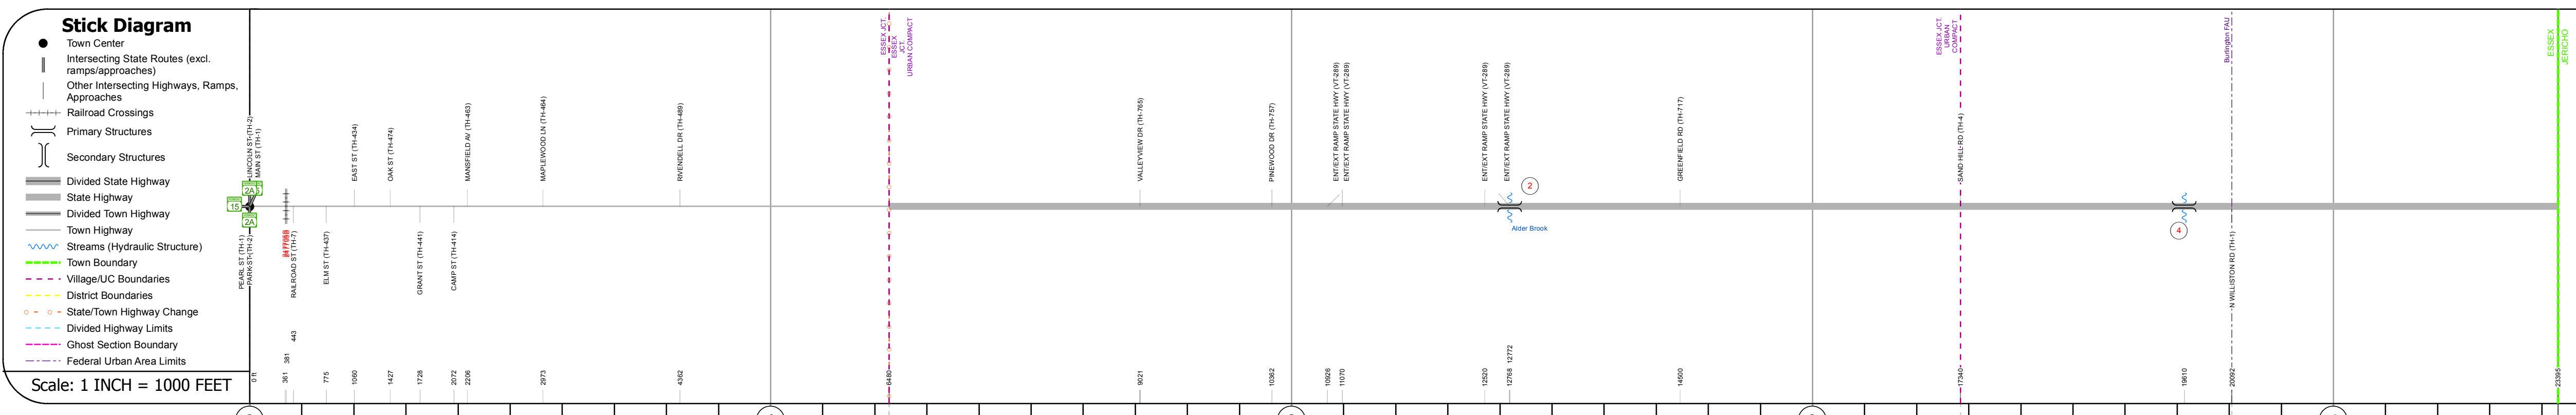 Stick Diagram
Town Center
Intersecting State Routes (excl.
ramps/approaches)
Other Intersecting Highways, Ramps,
Approaches
Railroad Crossings
Primary Structures
Secondary Structures
Divided State Highway
State Highway
Divided Town Highway
Town Highway
Streams (Hydraulic Structure)
Town Boundary
Village/UC Boundaries
District Boundaries
State/Town Highway Change
Divided Highway Limits
Ghost Section Boundary
Federal Urban Area Limits
Scale: 1 INCH = 1000 FEET
ESSEX JCT.
ESSEX
JCT.
URBAN COMPACT
ESSEX JCT.
URBAN
COMPACT
Burlington FAU
ESSEX
JERICHO
LINCOLN ST (TH-2)
MAIN ST (TH-1)
EAST ST (TH-434)
OAK ST (TH-474)
MANSFIELD AV (TH-463)
MAPLEWOOD LN (TH-464)
RIVENDELL DR (TH-489)
VALLEYVIEW DR (TH-765)
PINEWOOD DR (TH-757)
ENT/EXT RAMP STATE HWY (VT-289)
ENT/EXT RAMP STATE HWY (VT-289)
ENT/EXT RAMP STATE HWY (VT-289)
ENT/EXT RAMP STATE HWY (VT-289)
GREENFIELD RD (TH-717)
SAND HILL RD (TH-4)
2A
15
2A
2
Alder Brook
4
PEARL ST (TH-1)
PARK ST (TH-2)
RAILROAD ST (TH-7)
ELM ST (TH-437)
GRANT ST (TH-441)
CAMP ST (TH-414)
N WILLISTON RD (TH-1)
0 ft
361
381
443
775
1060
1427
1728
2072
2206
2973
4362
6480
9021
10362
10926
11070
12520
12768
12772
14500
17340
19610
20092
23395